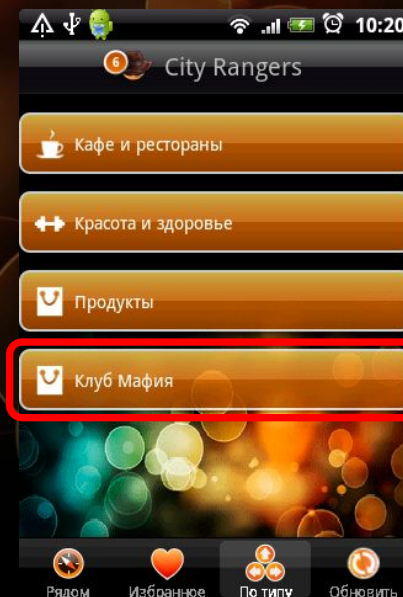 10:20
6
City Rangers
Кафе и рестораны
Красота и здоровье
Продукты
Клуб Мафия
Рядом Избранное По типу Обновить